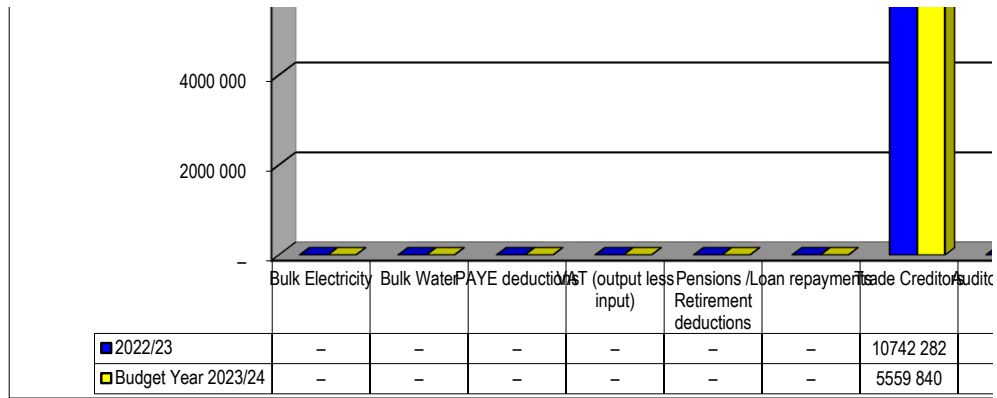 4000 000
2000 000
–
Bulk Electricity Bulk Water PAYE deductions VAT (output less input) Pensions / Retirement deductions Loan repayments Trade Creditors Audito
2022/23 – – – – – – 10742 282
Budget Year 2023/24 – – – – – – 5559 840